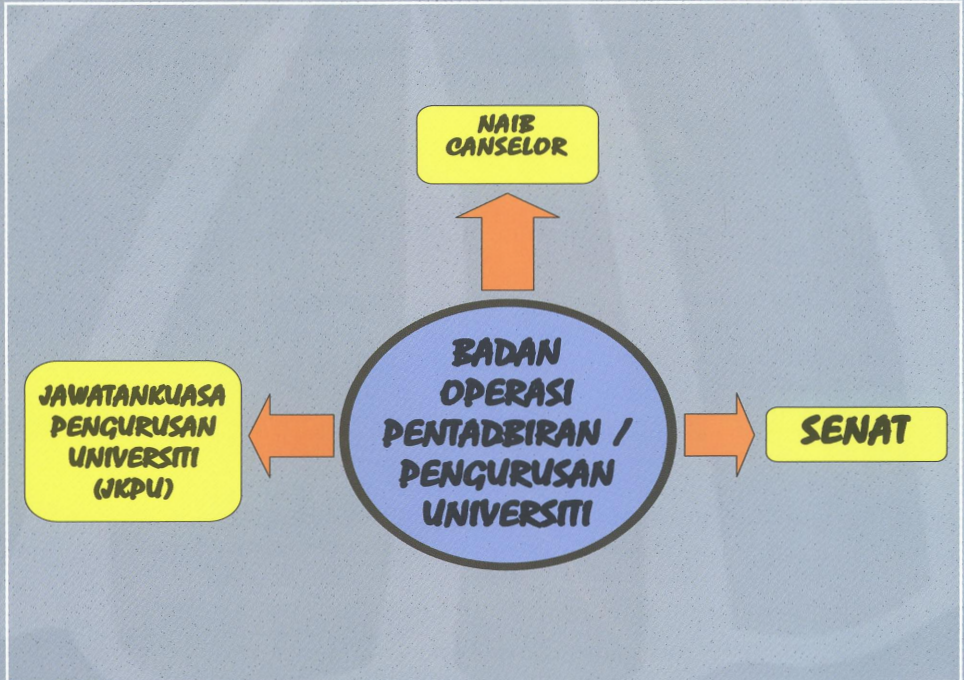 NAIB
CANSELOR
JAWATANKUASA
PENGURUSAN
UNIVERSITI
(JKPU)
BADAN
OPERASI
PENTADBIRAN /
PENGURUSAN
UNIVERSITI
SENAT